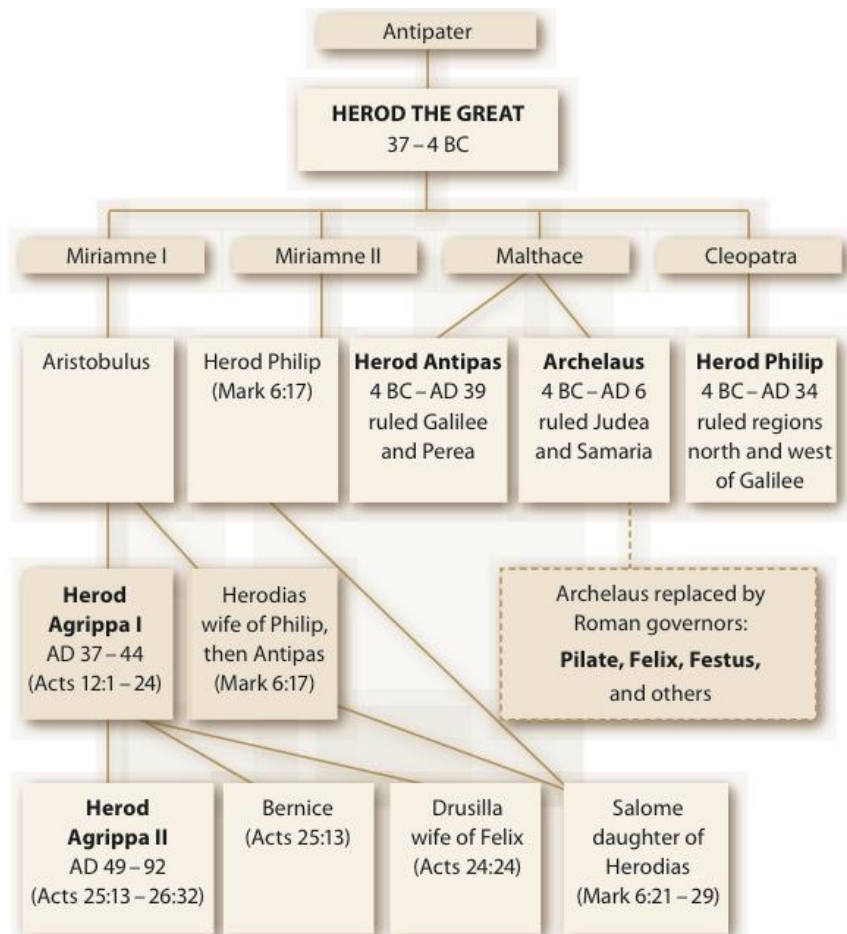 Antipater
HEROD THE GREAT
37 – 4 BC
Miriamne I
Miriamne II
Malthace
Cleopatra
Aristobulus
Herod Philip
(Mark 6:17)
Herod Antipas
4 BC – AD 39
ruled Galilee
and Perea
Archelaus
4 BC – AD 6
ruled Judea
and Samaria
Herod Philip
4 BC – AD 34
ruled regions
north and west
of Galilee
Herod
Agrippa I
AD 37 – 44
(Acts 12:1 – 24)
Herodias
wife of Philip,
then Antipas
(Mark 6:17)
Archelaus replaced by
Roman governors:
Pilate, Felix, Festus,
and others
Herod
Agrippa II
AD 49 – 92
(Acts 25:13 – 26:32)
Bernice
(Acts 25:13)
Drusilla
wife of Felix
(Acts 24:24)
Salome
daughter of
Herodias
(Mark 6:21 – 29)